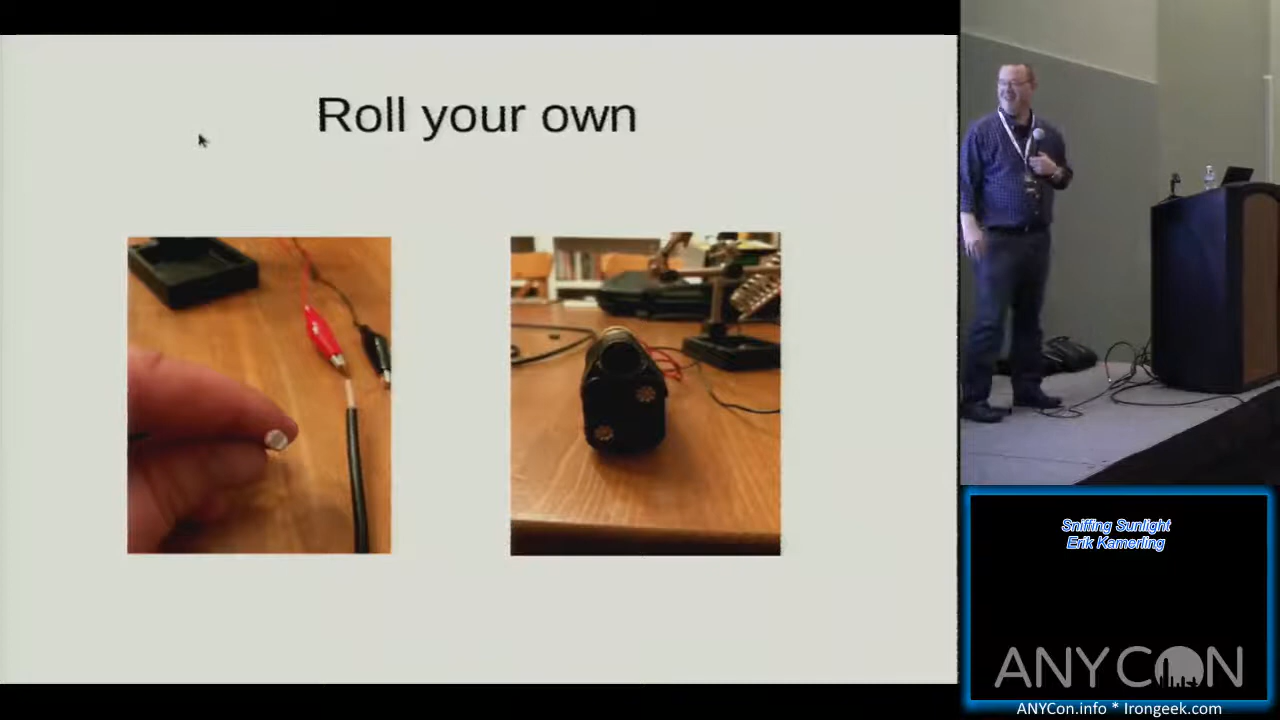 Roll your own
Sniffing Sunlight
Erik Kamerling
ANYCON
ANYCon.info * Irongeek.com